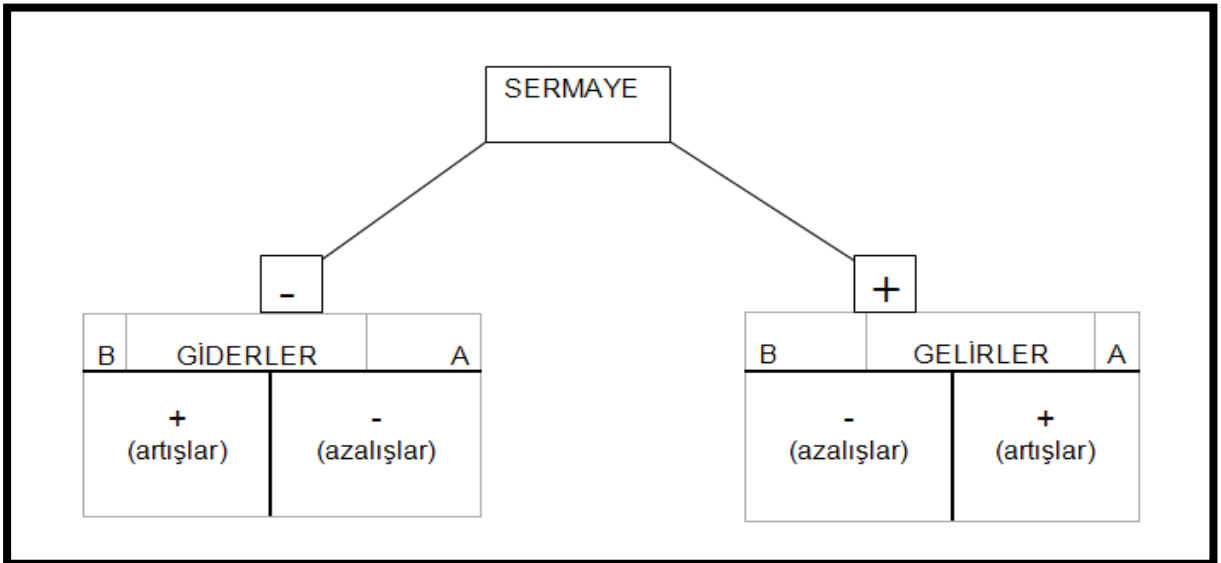 SERMAYE
-
+
B GİDERLER A
B GELİRLER A
+ -
(artışlar) (azalışlar)
- +
(azalışlar) (artışlar)